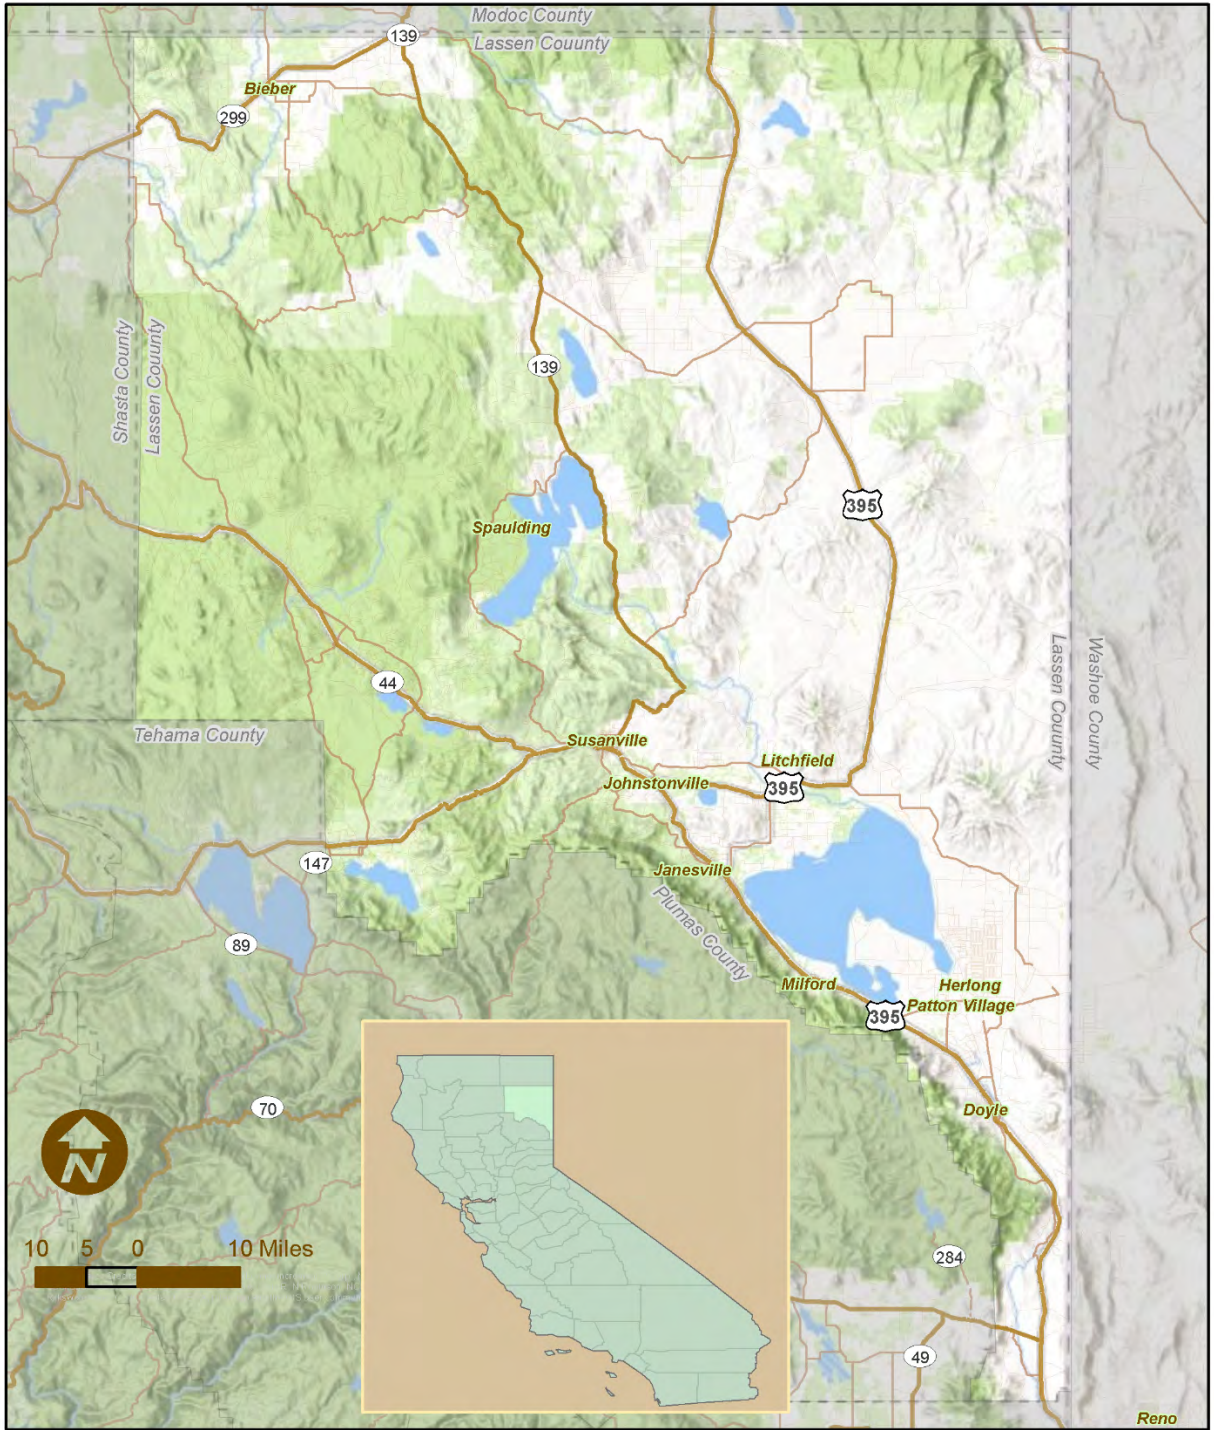 Modoc County
139
Lassen Couunty
Bieber
299
Shasta County
Lassen Couunty
139
395
Spaulding
Lassen Couunty
Washoe County
44
Tehama County
Susanville
Litchfield
Johnstonville
395
147
Janesville
Plumas County
89
Milford
Herlong
Patton Village
395
70
Doyle
N
10 5 0 10 Miles
284
49
Reno